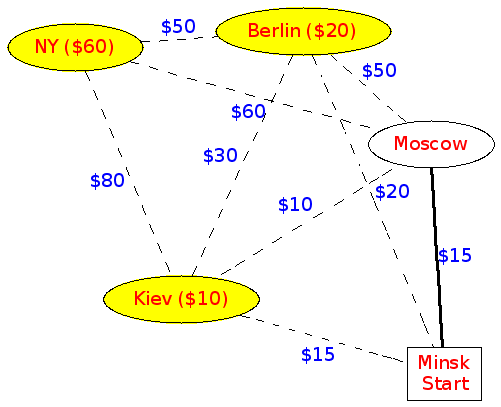 $50
Berlin ($20)
NY ($60)
$50
$60
Moscow
$30
$80
$20
$10
$15
Kiev ($10)
$15
Minsk
Start